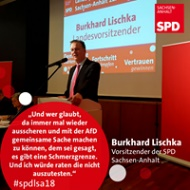 SACHSEN-
ANHALT
SPD
Burkhard Lischka
Landesvorsitzender
Fortschritt
Vertrauen
„Und wer glaubt,
da immer mal wieder
ausscheren und mit der AfD
gemeinsame Sache machen
zu können, dem sei gesagt,
es gibt eine Schmerzgrenze.
Und ich würde raten die nicht
auszutesten.“
#spdlsa18
Burkhard Lischka
Vorsitzender der SPD
Sachsen-Anhalt